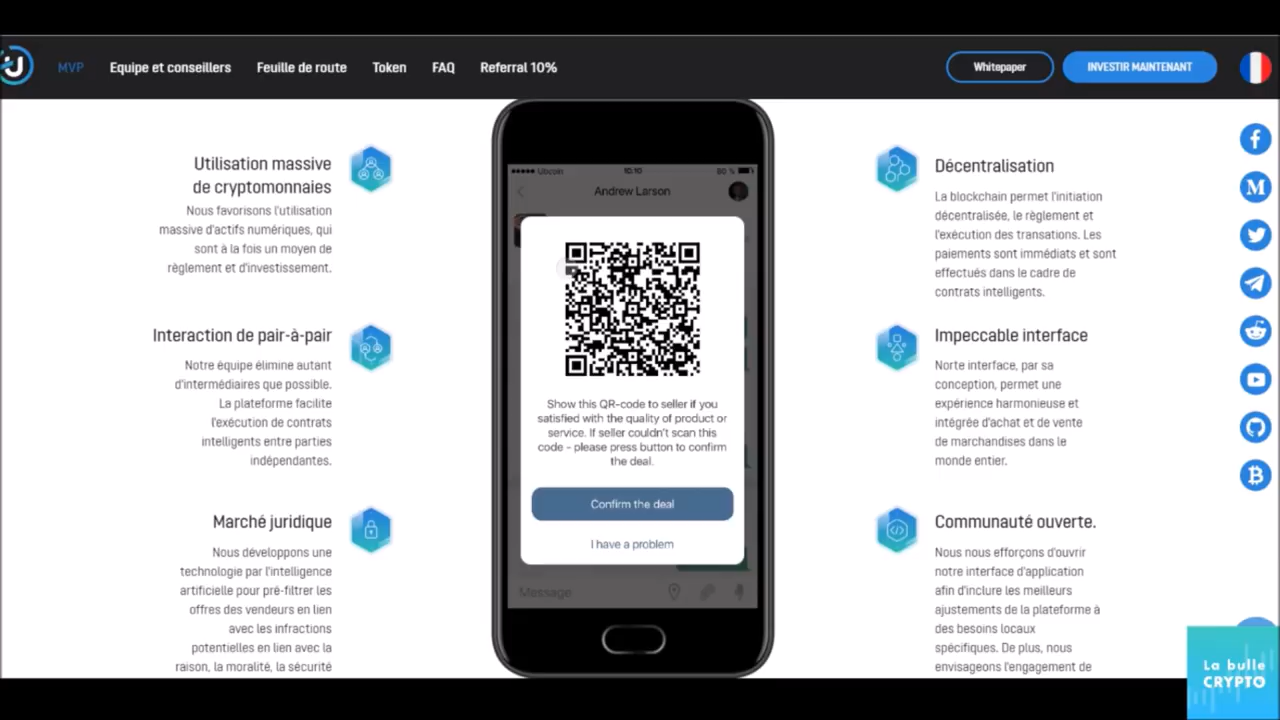 MVP
Equipe et conseillers
Feuille de route
Token
FAQ
Referral 10%
Whitepaper
INVESTIR MAINTENANT
Utilisation massive
de cryptomonnaies
Nous favorisons l'utilisation
massive d'actifs numériques, qui
sont à la fois un moyen de
règlement et d'investissement.
Interaction de pair-à-pair
Notre équipe élimine autant
d'intermédiaires que possible.
La plateforme facilite
l'exécution de contrats
intelligents entre parties
indépendantes.
Marché juridique
Nous développons une
technologie par l'intelligence
artificielle pour pré-filtrer les
offres des vendeurs en lien
avec les infractions
potentielles en lien avec la
raison, la moralité, la sécurité
Ubcoin
10:10
80 %
Andrew Larson
Show this QR-code to seller if you
satisfied with the quality of product or
service. If seller couldn't scan this
code - please press button to confirm
the deal.
Confirm the deal
I have a problem
Message
Décentralisation
La blockchain permet l'initiation
décentralisée, le règlement et
l'exécution des transations. Les
paiements sont immédiats et sont
effectués dans le cadre de
contrats intelligents.
Impeccable interface
Norte interface, par sa
conception, permet une
expérience harmonieuse et
intégrée d'achat et de vente
de marchandises dans le
monde entier.
Communauté ouverte.
Nous nous efforçons d'ouvrir
notre interface d'application
afin d'inclure les meilleurs
ajustements de la plateforme à
des besoins locaux
spécifiques. De plus, nous
envisageons l'engagement de
La bulle
CRYPTO